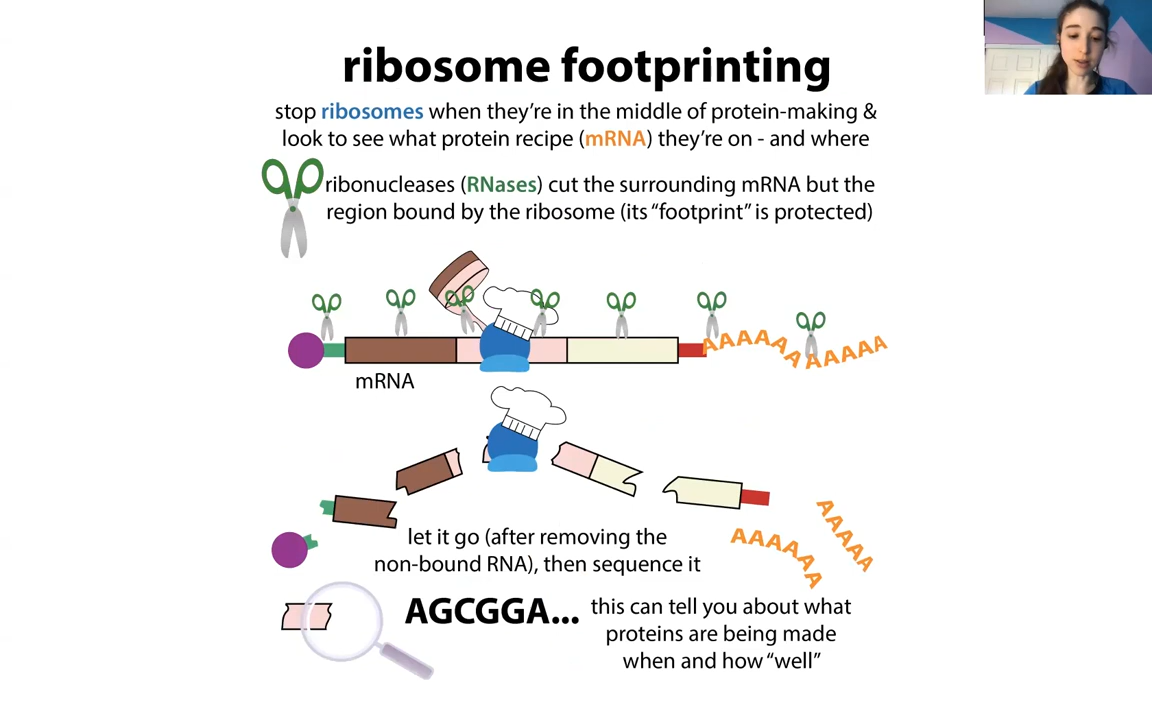 ribosome footprinting
stop ribosomes when they're in the middle of protein-making &
look to see what protein recipe (mRNA) they're on - and where
ribonucleases (RNases) cut the surrounding mRNA but the
region bound by the ribosome (its “footprint” is protected)
AAAAAAAAAAA
mRNA
let it go (after removing the
non-bound RNA), then sequence it
AAAAAA
AAAAA
AGCGGA...
this can tell you about what
proteins are being made
when and how “well”